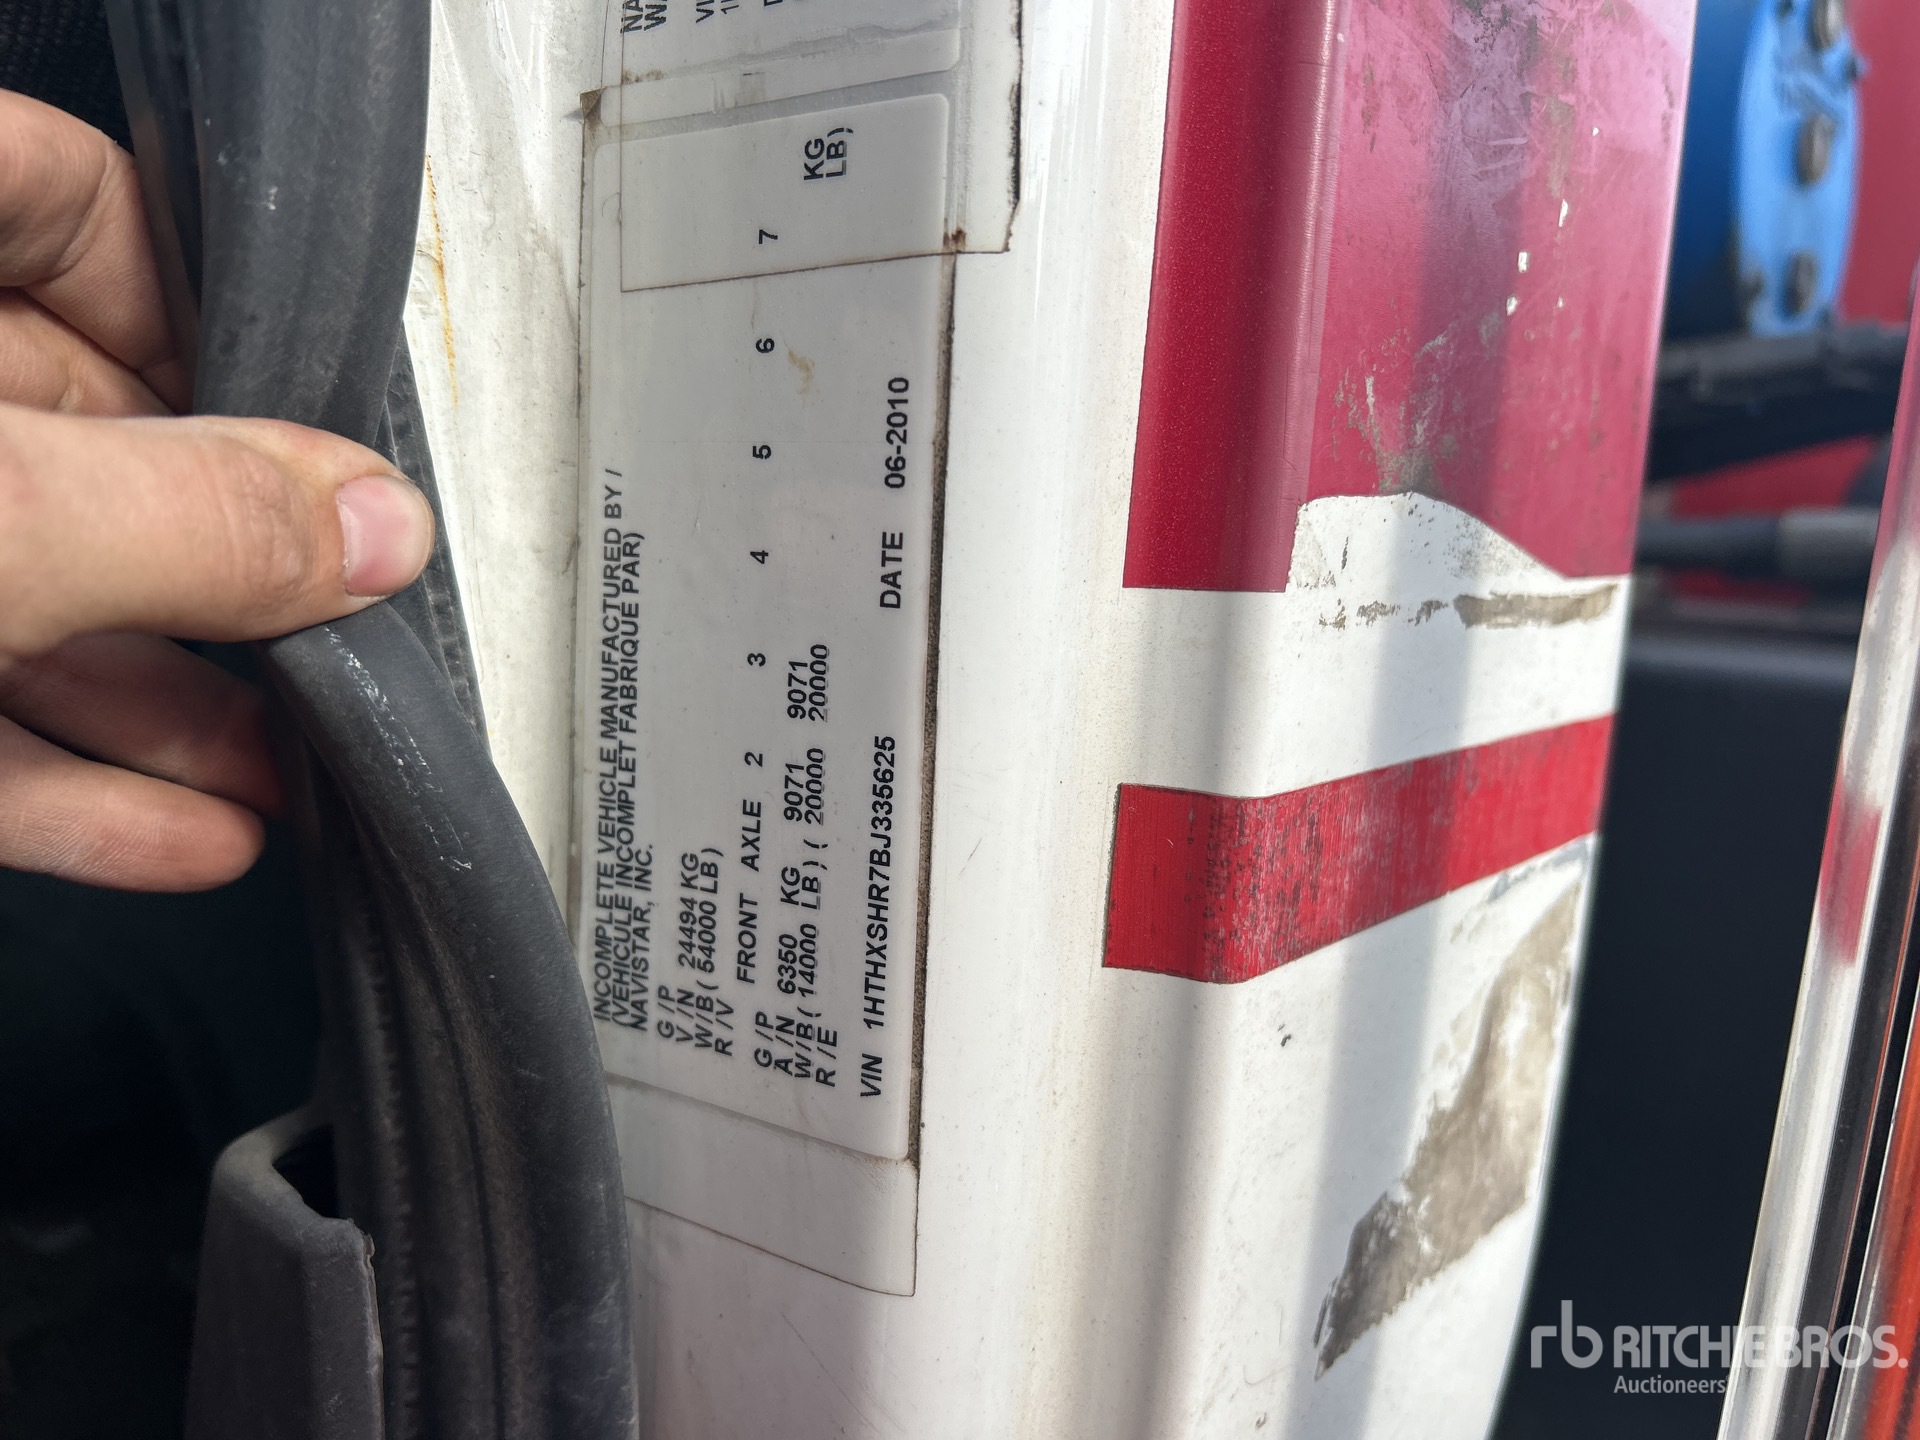 INCOMPLETE VEHICLE MANUFACTURED BY /
(VEHICULE INCOMPLET FABRIQUE PAR)
NAVISTAR, INC.
G /P
V /N 24494 KG
W/B ( 54000 LB)
R /V
FRONT AXLE 2 3 4 5 6 7
G /P
A /N 6350 KG 9071 9071 KG
W/B ( 14000 LB) ( 20000 20000 LB)
R /E
VIN 1HTHXSHR7BJ335625 DATE 06-2010
rb RITCHIE BROS.
Auctioneers